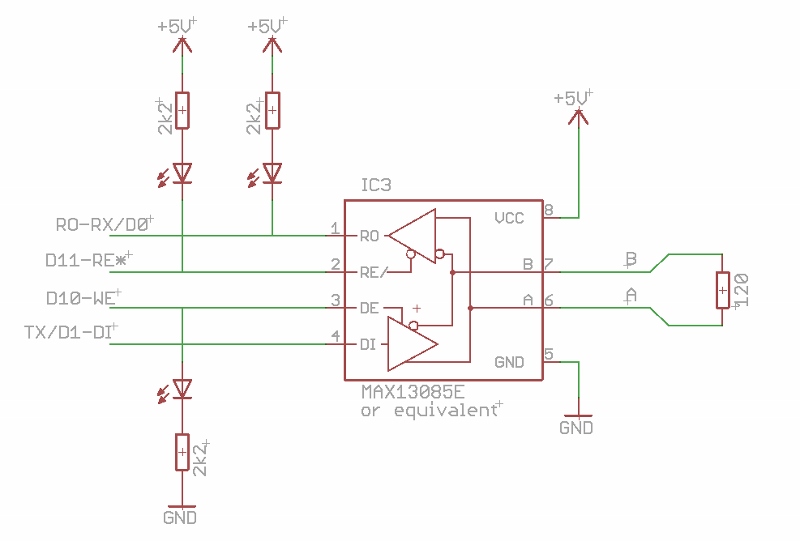 +5V
+5V
2k2
2k2
+5V
IC3
RO-RX/D0
D11-RE*
D10-WE
TX/D1-DI
1
2
3
4
RO
RE/
DE
DI
VCC
B
A
GND
8
7
6
5
B
A
120
MAX13085E
or equivalent
GND
2k2
GND